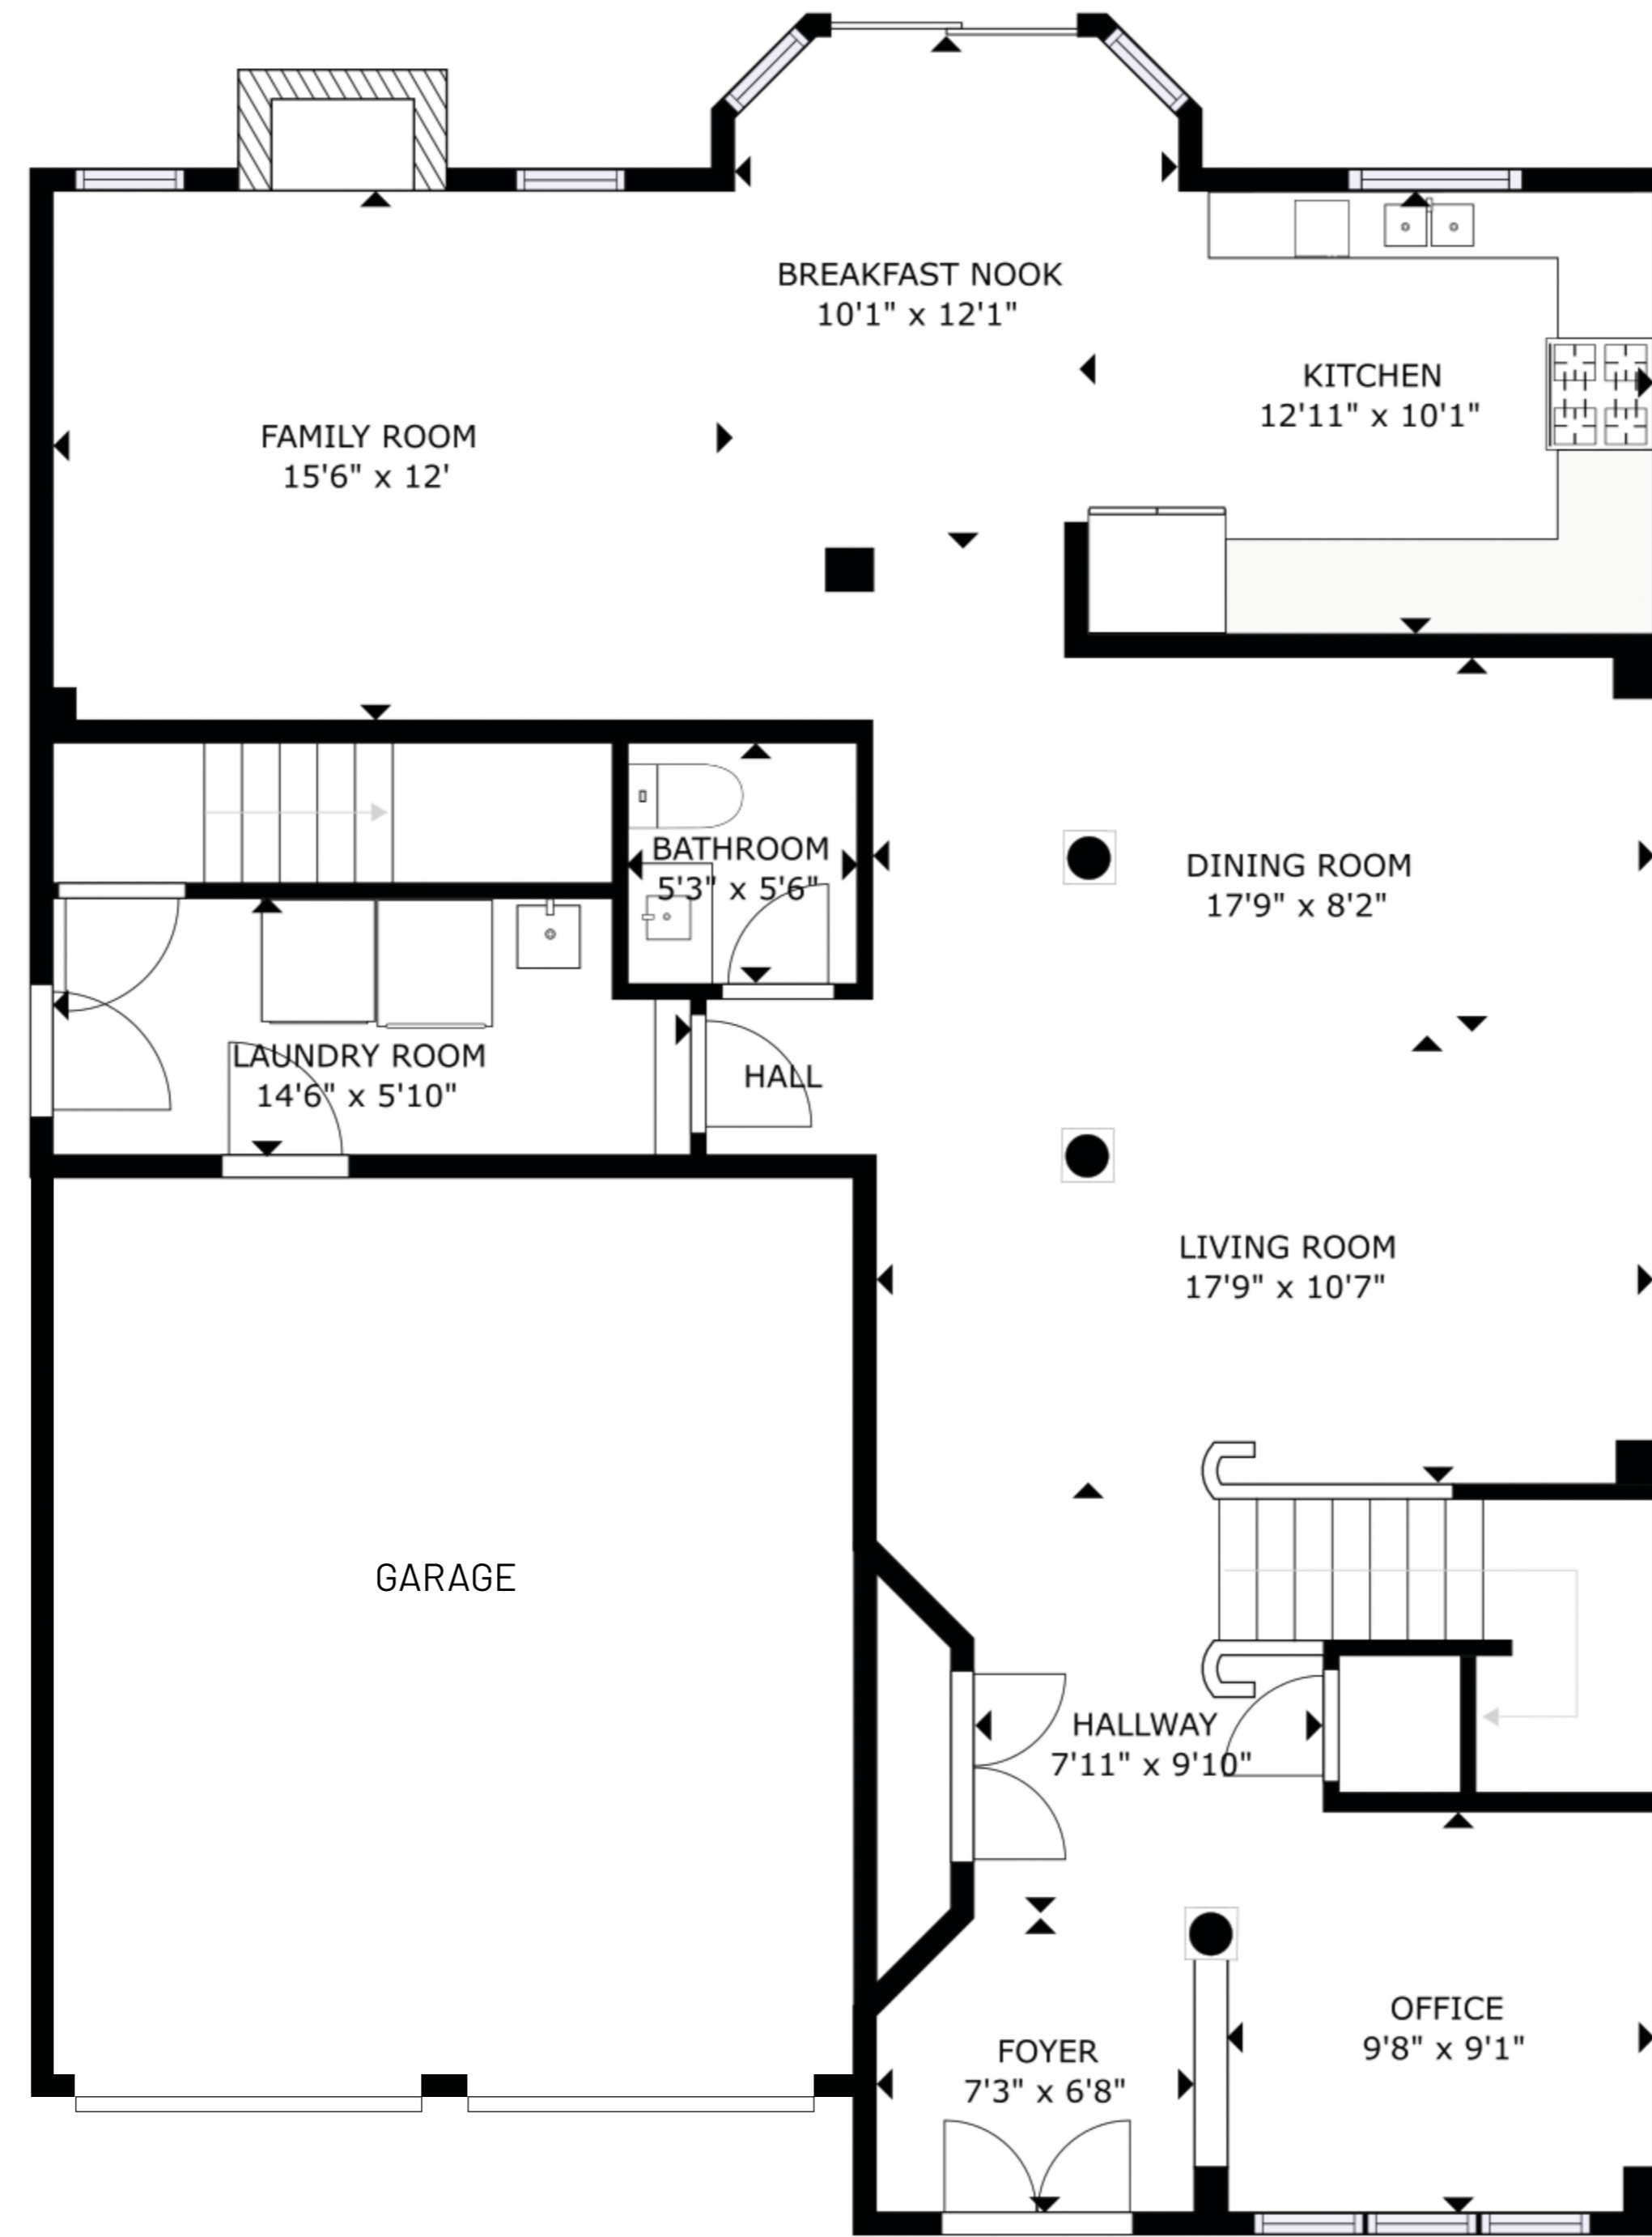 BREAKFAST NOOK
10'1" x 12'1"
KITCHEN
12'11" x 10'1"
FAMILY ROOM
15'6" x 12'
BATHROOM
5'3" x 5'6"
DINING ROOM
17'9" x 8'2"
LAUNDRY ROOM
14'6" x 5'10"
HALL
LIVING ROOM
17'9" x 10'7"
GARAGE
HALLWAY
7'11" x 9'10"
OFFICE
9'8" x 9'1"
FOYER
7'3" x 6'8"